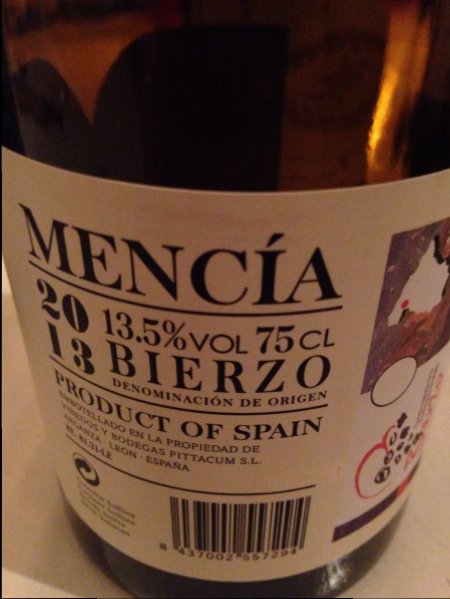 MENCÍA
20
13
13.5% VOL 75 CL
BIERZO
DENOMINACIÓN DE ORIGEN
PRODUCT OF SPAIN
EMBOTELLADO EN LA PROPIEDAD DE
VIÑEDOS Y BODEGAS PITTACUM S.L.
ARGANZA · LEÓN · ESPAÑA
8 437002 557294